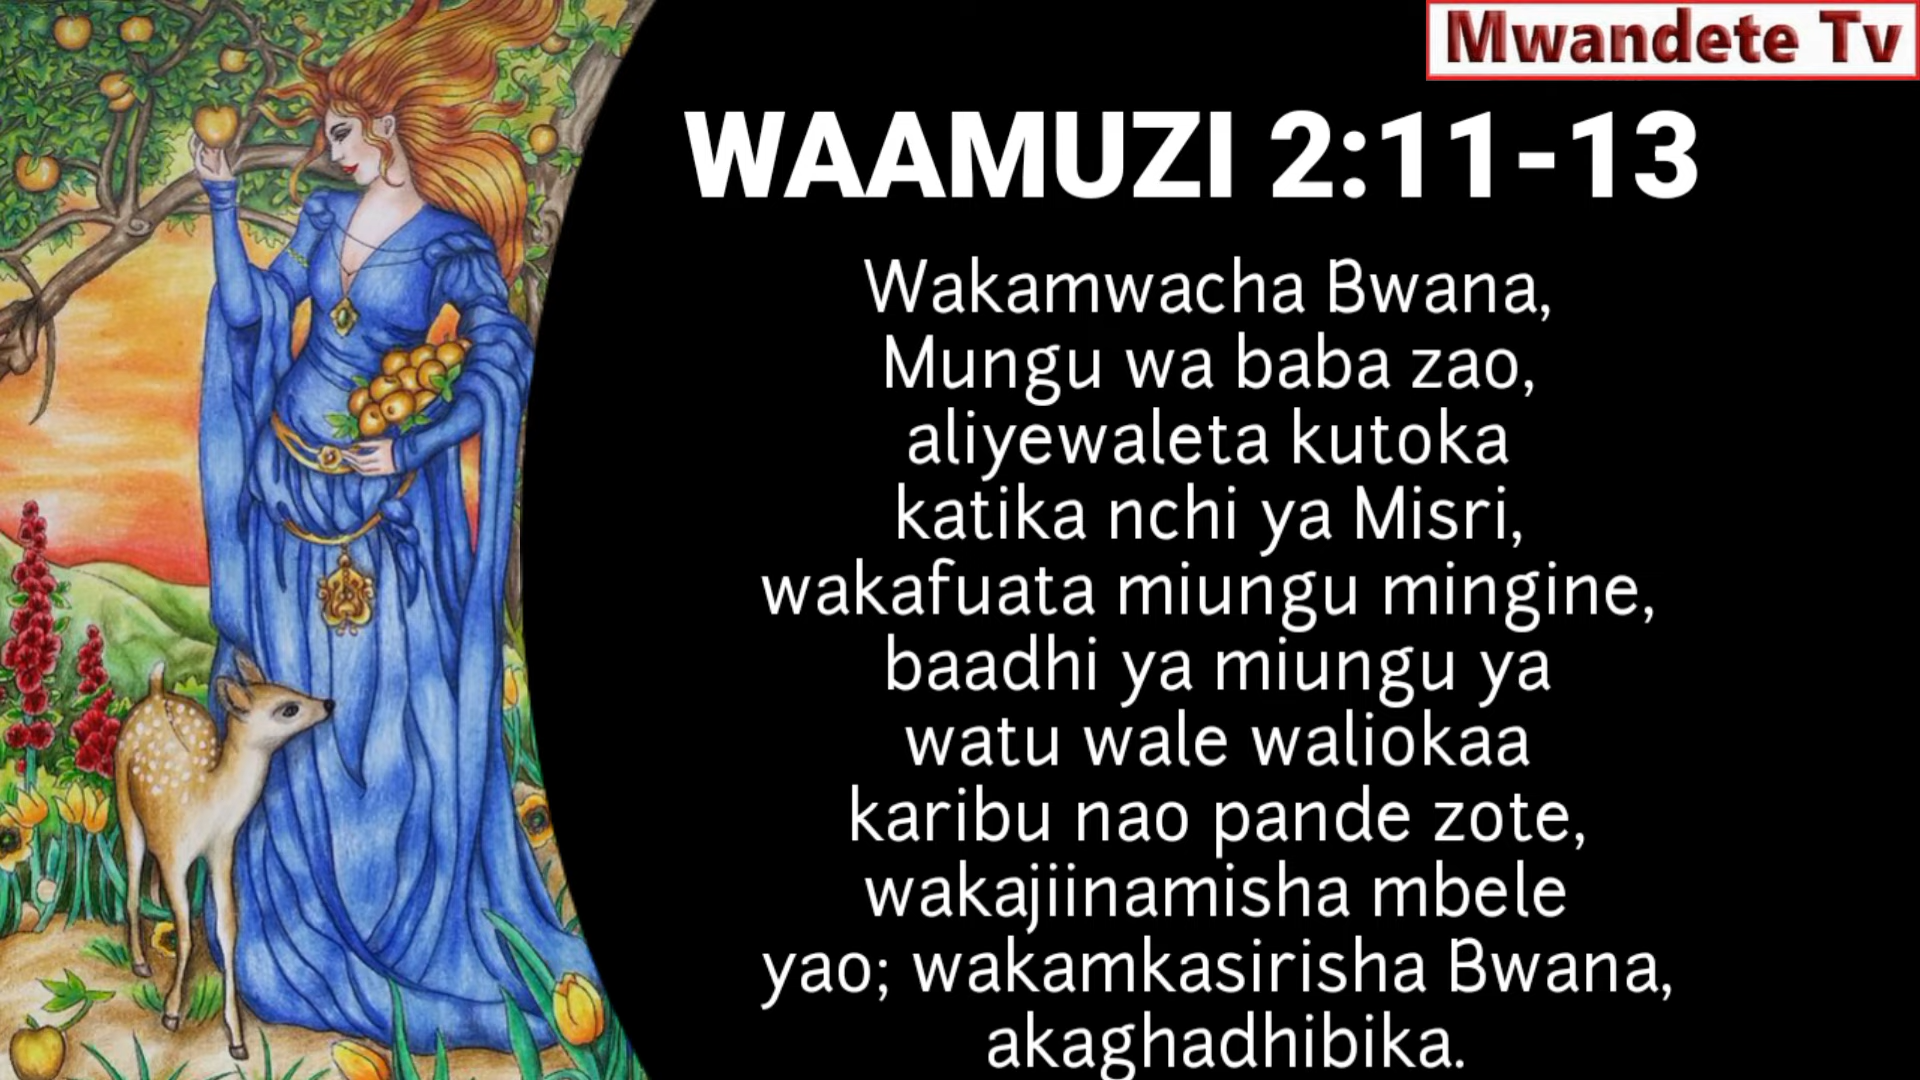 Mwandete Tv
WAAMUZI 2:11-13
Wakamwacha Bwana,
Mungu wa baba zao,
aliyewaleta kutoka
katika nchi ya Misri,
wakafuata miungu mingine,
baadhi ya miungu ya
watu wale waliokaa
karibu nao pande zote,
wakajiinamisha mbele
yao; wakamkasirisha Bwana,
akaghadhibika.